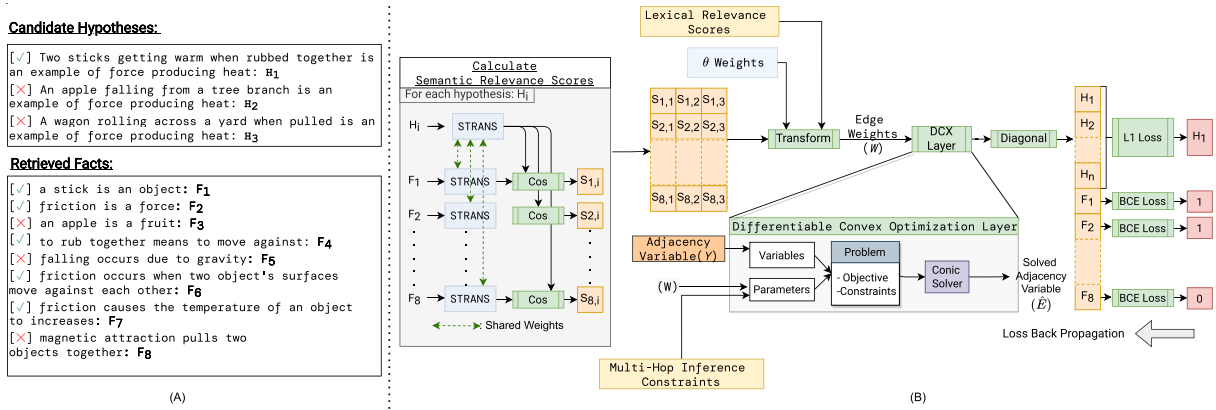 Candidate Hypotheses:
[✓] Two sticks getting warm when rubbed together is
an example of force producing heat: H1
[✕] An apple falling from a tree branch is an
example of force producing heat: H2
[✕] A wagon rolling across a yard when pulled is an
example of force producing heat: H3
Retrieved Facts:
[✓] a stick is an object: F1
[✓] friction is a force: F2
[✕] an apple is a fruit: F3
[✓] to rub together means to move against: F4
[✕] falling occurs due to gravity: F5
[✓] friction occurs when two object's surfaces
move against each other: F6
[✓] friction causes the temperature of an object
to increases: F7
[✕] magnetic attraction pulls two
objects together: F8
(A)
Calculate
Semantic Relevance Scores
For each hypothesis: Hi
Hi
STRANS
F1
STRANS
Cos
S1,i
F2
STRANS
Cos
S2,i
F8
STRANS
Cos
S8,i
: Shared Weights
Lexical Relevance
Scores
θ Weights
S1,1 S1,2 S1,3
S2,1 S2,2 S2,3
S8,1 S8,2 S8,3
Transform
Edge
Weights
(W)
DCX
Layer
Diagonal
H1
H2
Hn
F1
F2
F8
L1 Loss
H1
BCE Loss
1
BCE Loss
1
BCE Loss
0
Differentiable Convex Optimization Layer
Adjacency
Variable(Y)
Variables
(W)
Parameters
Problem
- Objective
-Constraints
Conic
Solver
Solved
Adjacency
Variable
(Ê)
Multi-Hop Inference
Constraints
Loss Back Propagation
(B)